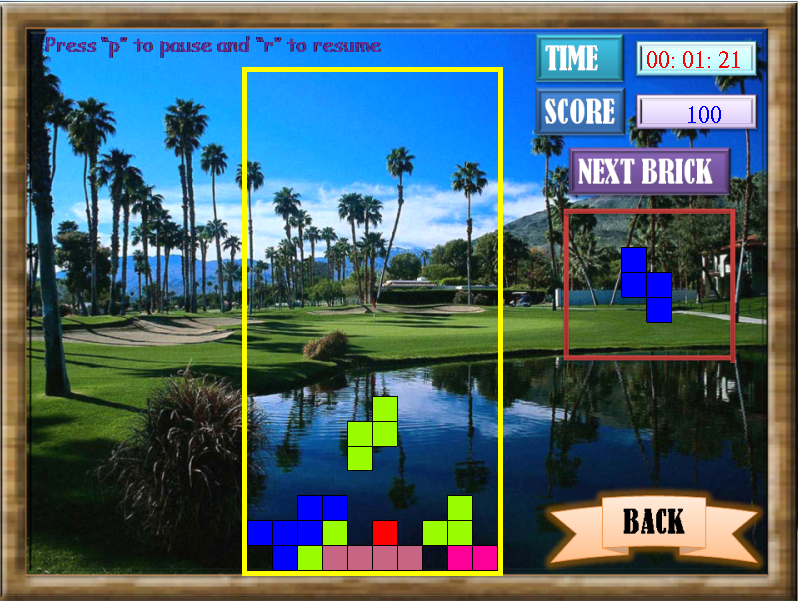 Press "p" to pause and "r" to resume
TIME
00: 01: 21
SCORE
100
NEXT BRICK
BACK